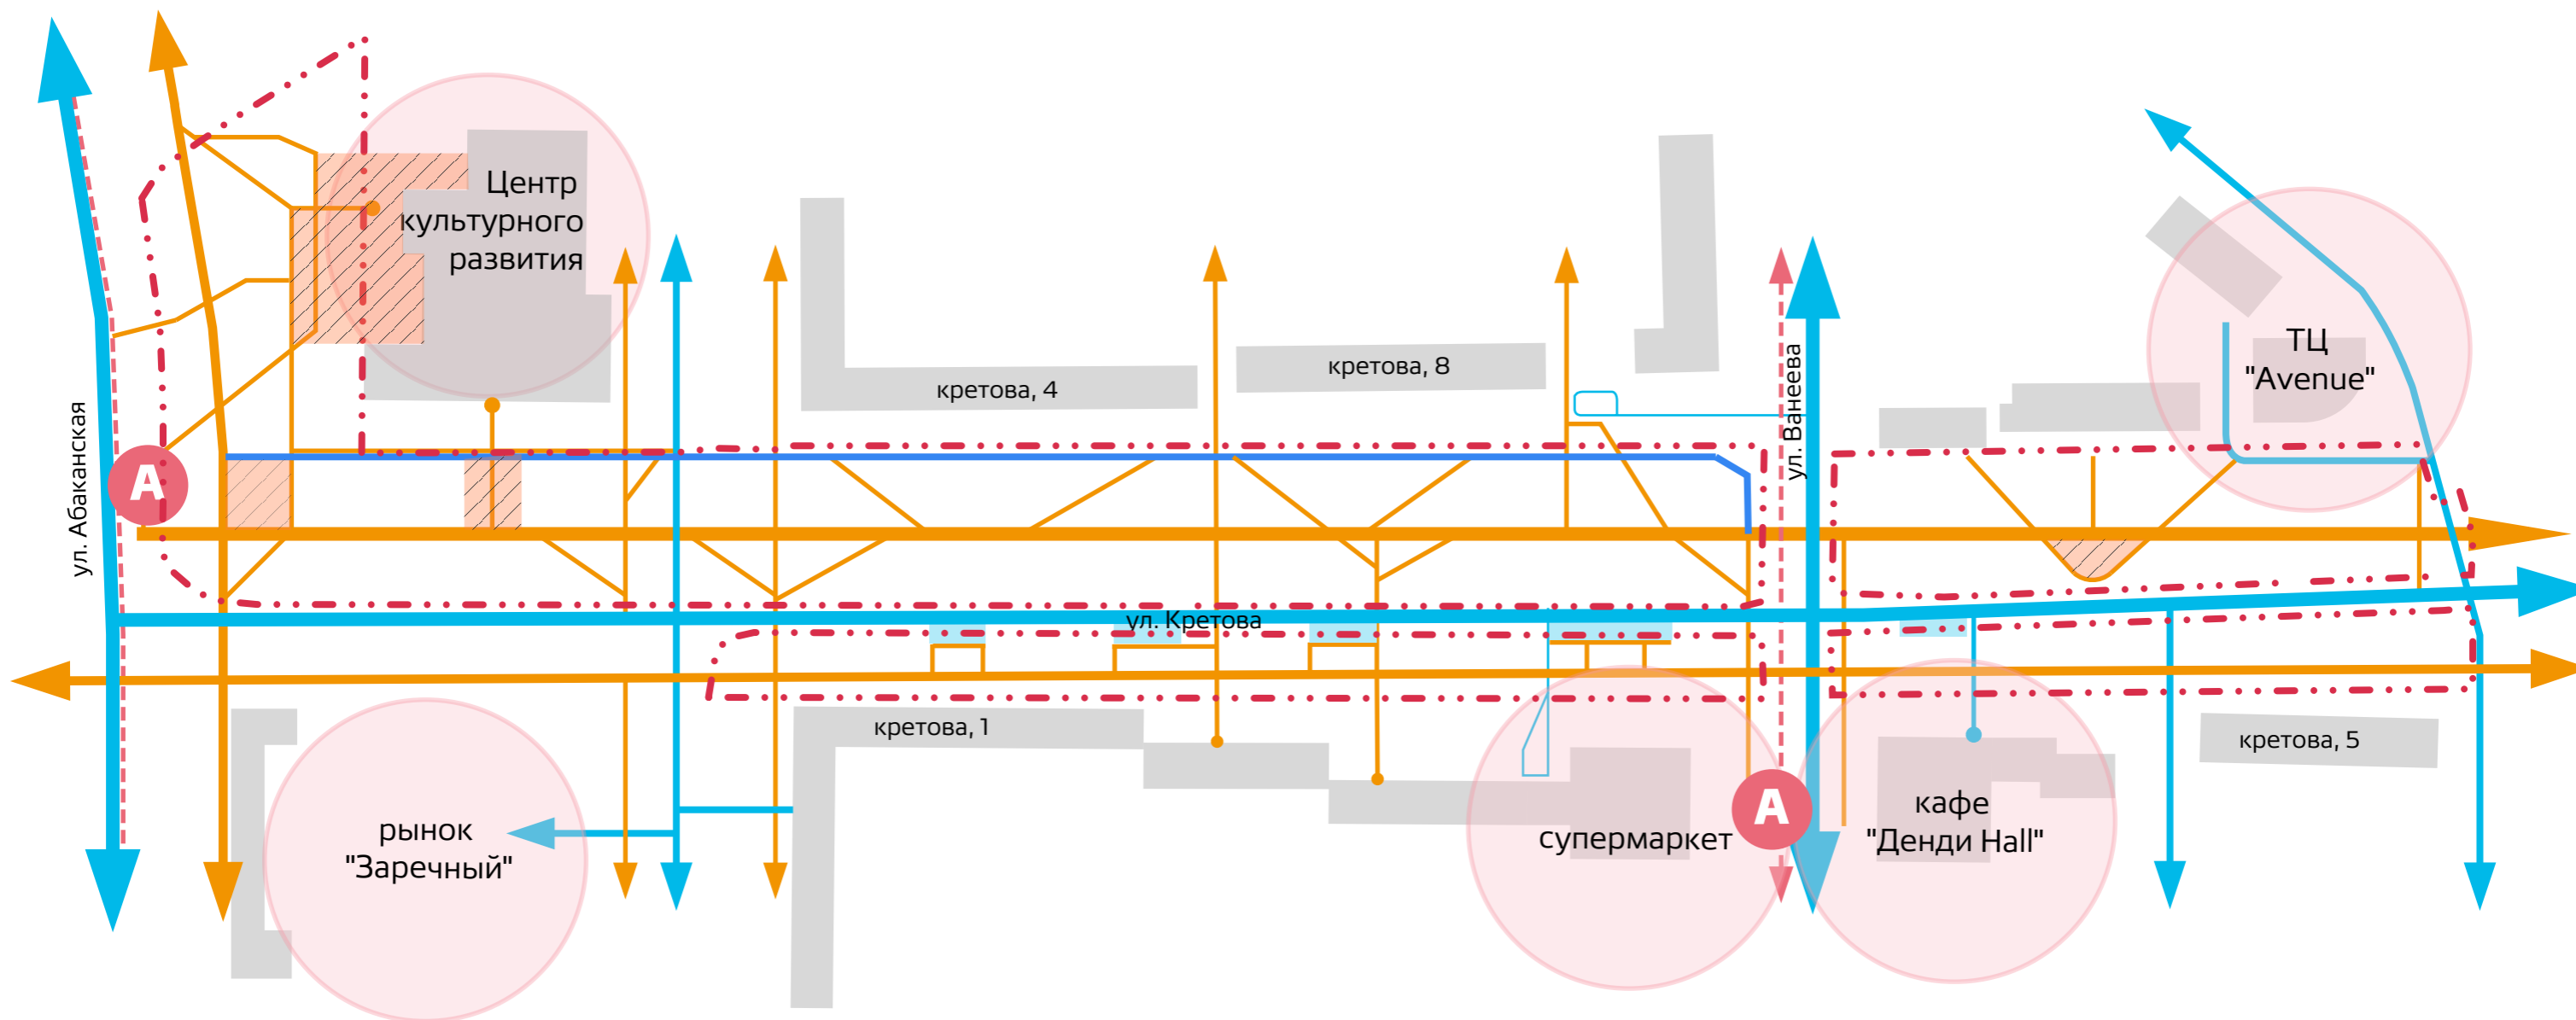 Центр
культурного
развития
кретова, 4
кретова, 8
ул. Ванеева
ТЦ
"Avenue"
ул. Абаканская
А
ул. Кретова
кретова, 1
рынок
"Заречный"
супермаркет
А
кафе
"Денди Hall"
кретова, 5